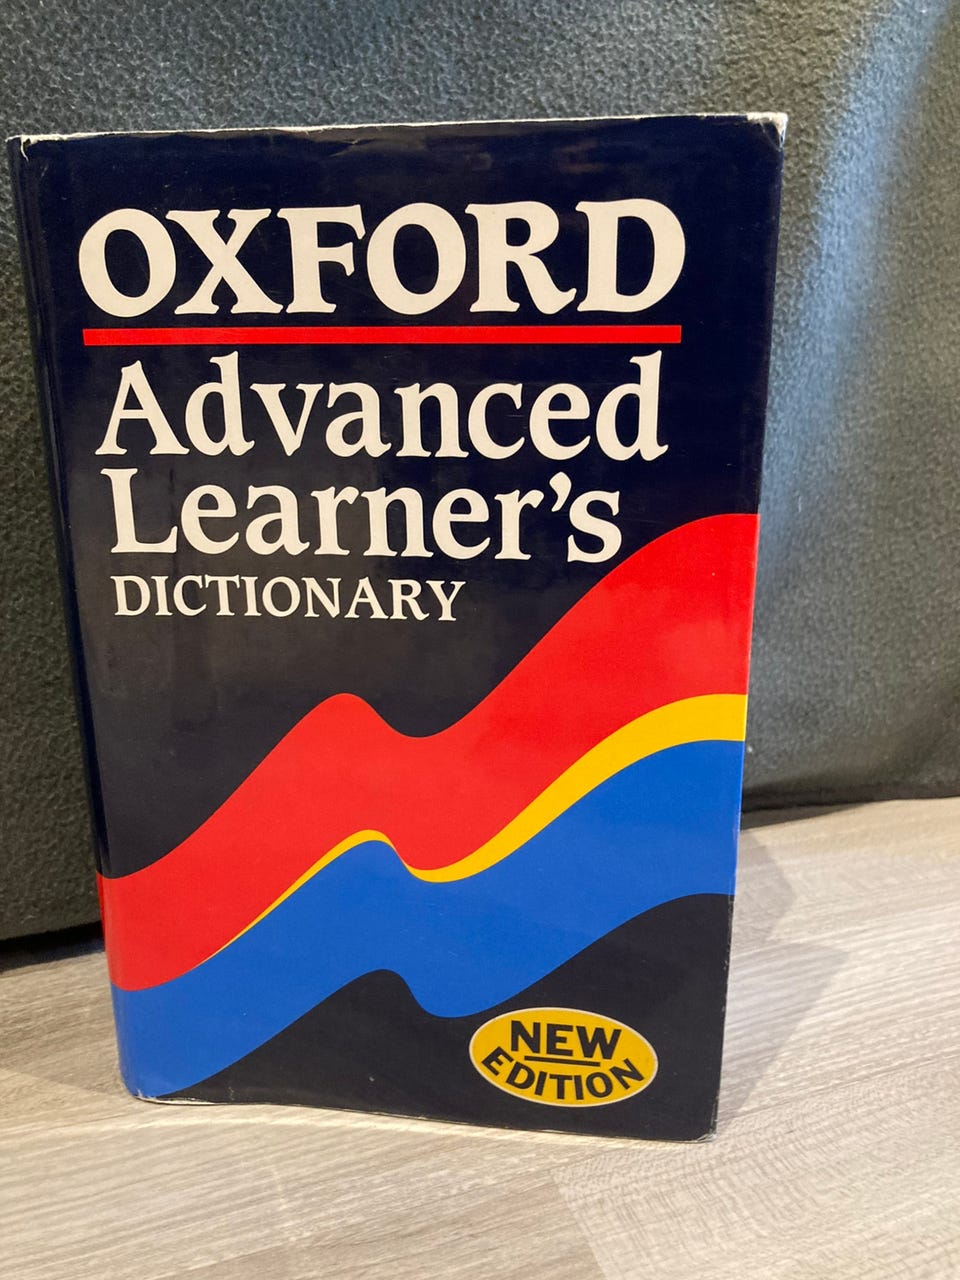 OXFORD
Advanced
Learner's
DICTIONARY
NEW
EDITION